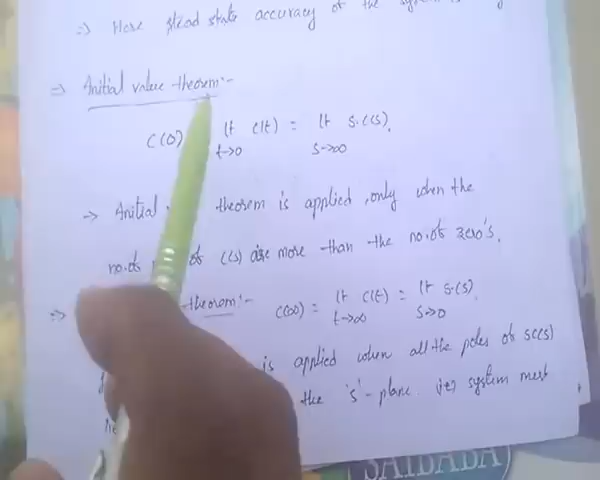 => Here stead state accuracy of the
=> Initial value theorem:-
C(0) lt c(t) = lt s.c(s).
t->0 s->∞
-> Initial theorem is applied, only when the
no.of of C(s) are more than the no.of zero's.
=> theorem:- C(∞) = lt c(t) = lt s.c(s).
t->∞ s->0
is applied when all the poles of sc(s)
the 's'-plane. (ie) system must
SAIBABA